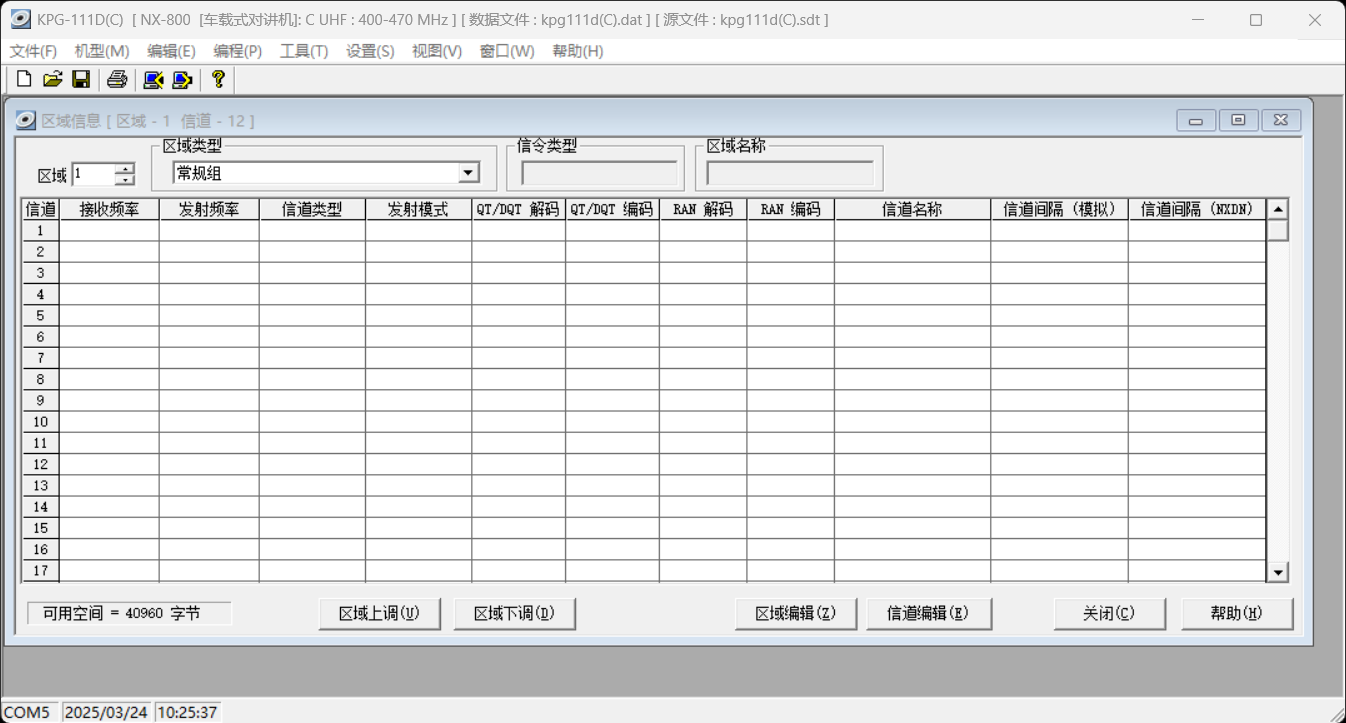 KPG-111D(C) [ NX-800 [车载式对讲机]: C UHF : 400-470 MHz ] [ 数据文件 : kpg111d(C).dat ] [ 源文件 : kpg111d(C).sdt ]
文件(F) 机型(M) 编辑(E) 编程(P) 工具(T) 设置(S) 视图(V) 窗口(W) 帮助(H)
区域信息 [ 区域 - 1 信道 - 12 ]
区域类型 信令类型 区域名称
区域 1 常规组
信道 接收频率 发射频率 信道类型 发射模式 QT/DQT 解码 QT/DQT 编码 RAN 解码 RAN 编码 信道名称 信道间隔 (模拟) 信道间隔 (NXDN)
1
2
3
4
5
6
7
8
9
10
11
12
13
14
15
16
17
可用空间 = 40960 字节 区域上调(U) 区域下调(D) 区域编辑(Z) 信道编辑(E) 关闭(C) 帮助(H)
COM5 2025/03/24 10:25:37